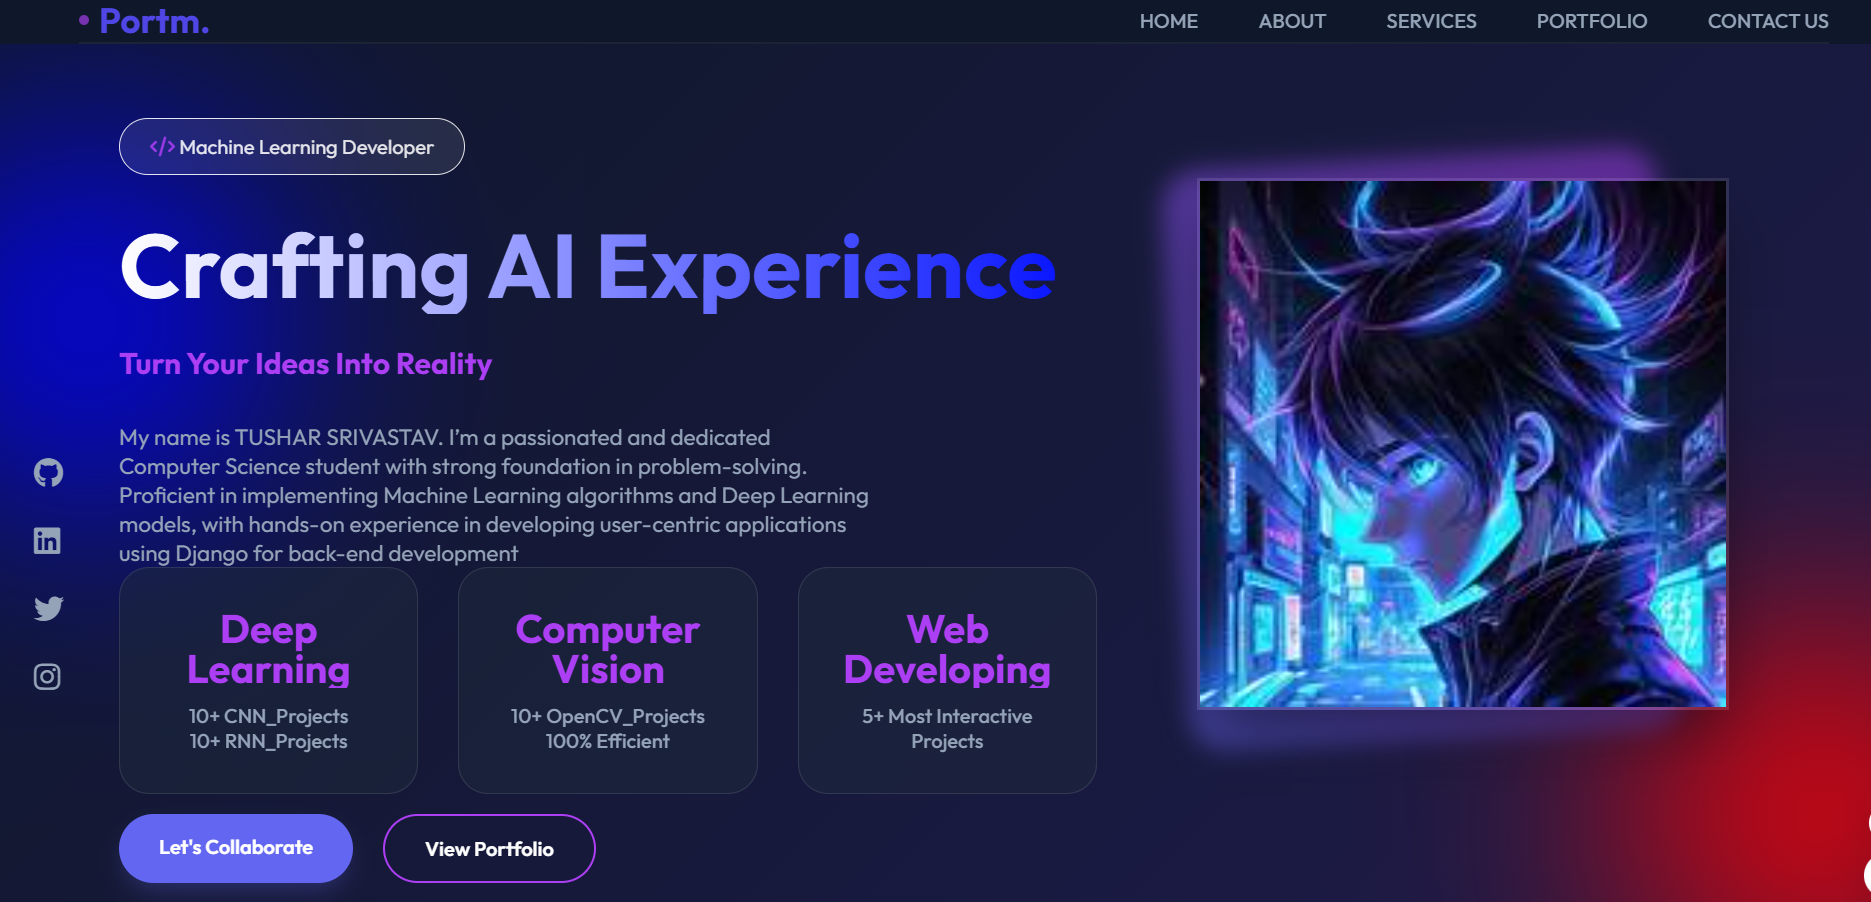 Portm.
HOME ABOUT SERVICES PORTFOLIO CONTACT US
</> Machine Learning Developer
Crafting AI Experience
Turn Your Ideas Into Reality
My name is TUSHAR SRIVASTAV. I'm a passionated and dedicated
Computer Science student with strong foundation in problem-solving.
Proficient in implementing Machine Learning algorithms and Deep Learning
models, with hands-on experience in developing user-centric applications
using Django for back-end development
Deep
Learning
10+ CNN_Projects
10+ RNN_Projects
Computer
Vision
10+ OpenCV_Projects
100% Efficient
Web
Developing
5+ Most Interactive
Projects
Let's Collaborate
View Portfolio